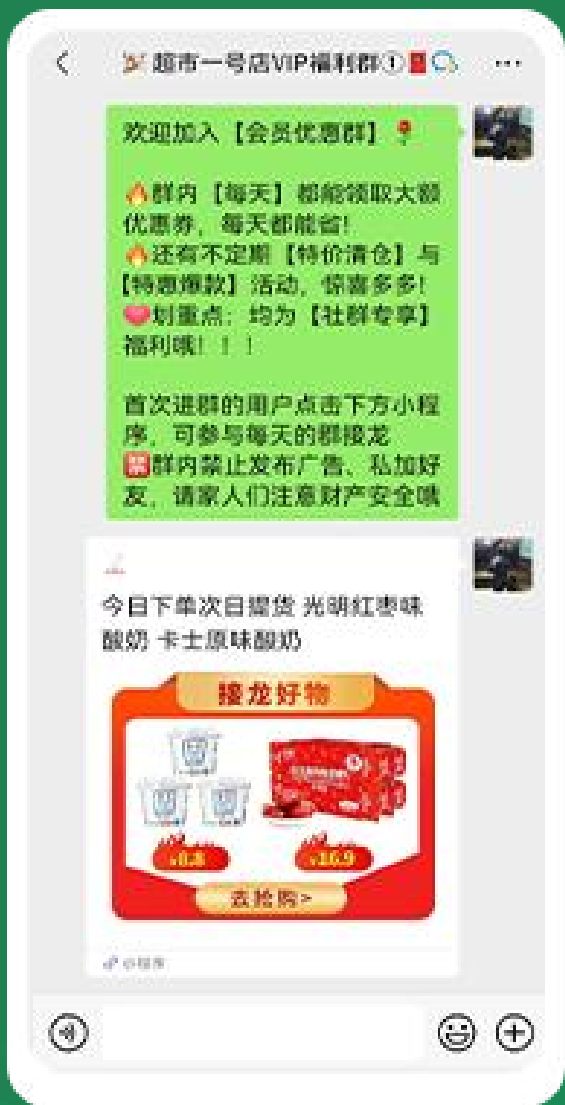 超市一号店VIP福利群①
欢迎加入【会员优惠群】
群内【每天】都能领取大额
优惠券，每天都能省！
还有不定期【特价清仓】与
【特惠爆款】活动，惊喜多多！
划重点：均为【社群专享】
福利哦！！！
首次进群的用户点击下方小程
序，可参与每天的群接龙
禁群内禁止发布广告、私加好
友，请家人们注意财产安全哦
今日下单次日提货 光明红枣味
酸奶 卡士原味酸奶
接龙好物
去抢购>
小程序